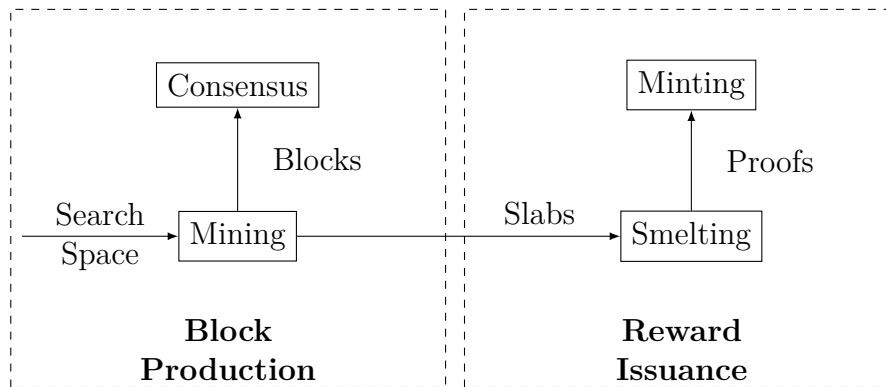 Consensus
Minting
Blocks
Proofs
Search
Space
Mining
Slabs
Smelting
Block
Production
Reward
Issuance